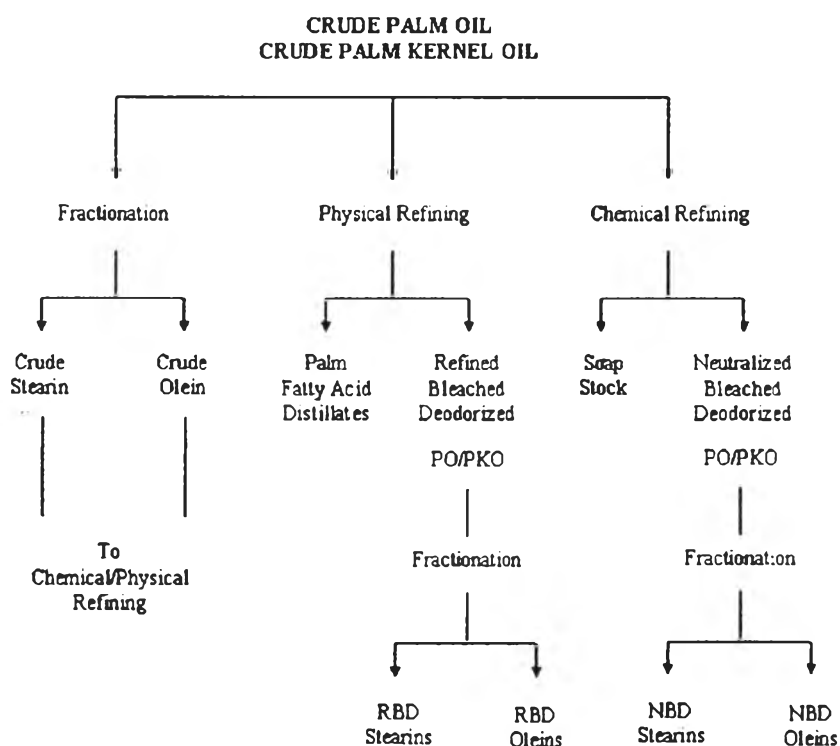 CRUDE PALM OIL
CRUDE PALM KERNEL OIL
Fractionation
Physical Refining
Chemical Refining
Crude
Stearin
Crude
Olein
Palm
Fatty Acid
Distillates
Refined
Bleached
Deodorized
Soap
Stock
Neutralized
Bleached
Deodorized
PO/PKO
PO/PKO
To
Chemical/Physical
Refining
Fractionation
Fractionation
RBD
Stearins
RBD
Oleins
NBD
Stearins
NBD
Oleins